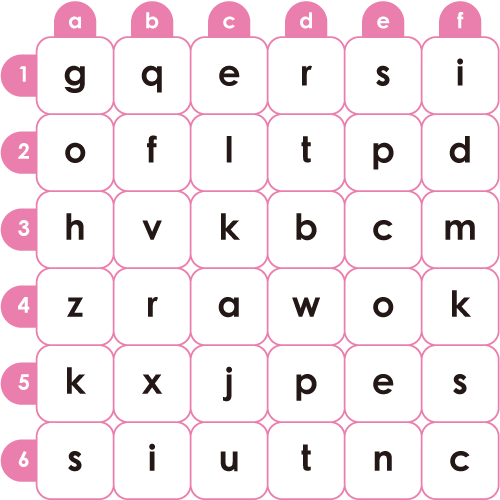 a b c d e f
1 g q e r s i
2 o f l t p d
3 h v k b c m
4 z r a w o k
5 k x j p e s
6 s i u t n c